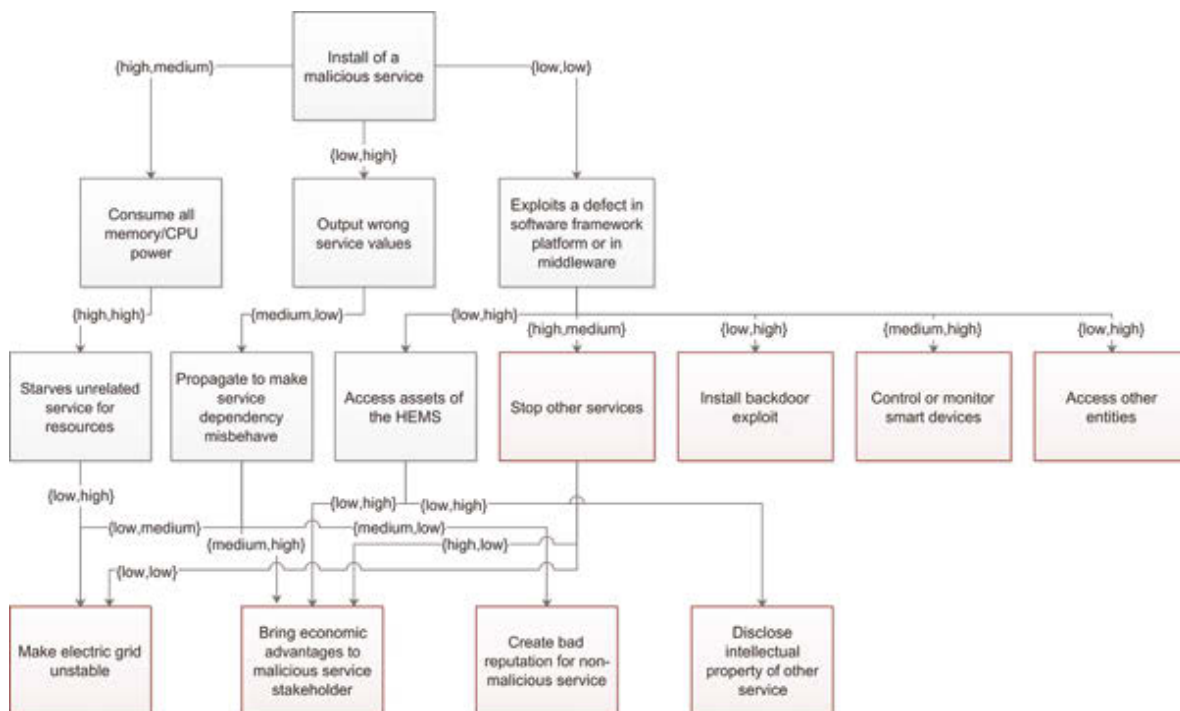 Install of a
malicious service
{high,medium}
{low,low}
{low,high}
Consume all
memory/CPU
power
Output wrong
service values
Exploits a defect in
software framework
platform or in
middleware
{high,high}
{medium,low}
{low,high}
{high,medium}
{low,high}
{medium,high}
{low,high}
Starves unrelated
service for
resources
Propagate to make
service
dependency
misbehave
Access assets of
the HEMS
Stop other services
Install backdoor
exploit
Control or monitor
smart devices
Access other
entities
{low,high}
{low,high}
{low,high}
{low,medium}
{medium,low}
{medium,high}
{high,low}
{low,low}
Make electric grid
unstable
Bring economic
advantages to
malicious service
stakeholder
Create bad
reputation for non-
malicious service
Disclose
intellectual
property of other
service